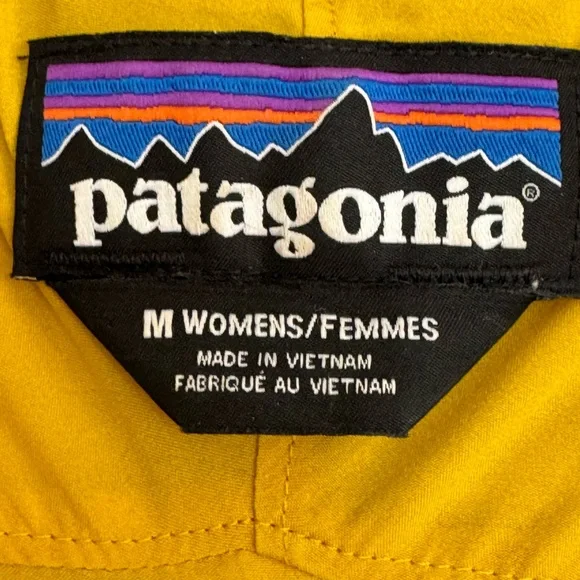 patagonia®
M WOMENS/FEMMES
MADE IN VIETNAM
FABRIQUÉ AU VIETNAM